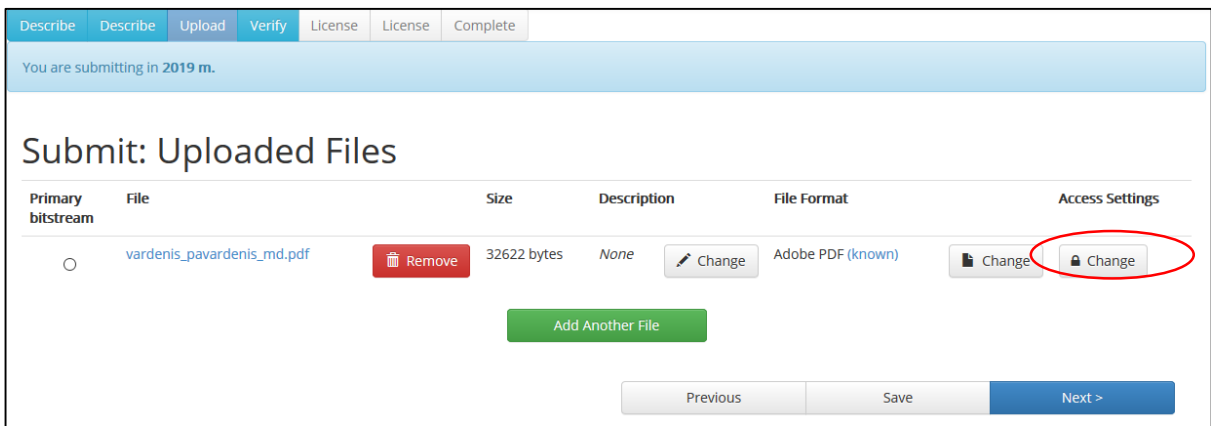 Describe Describe Upload Verify License License Complete
You are submitting in 2019 m.
Submit: Uploaded Files
Primary bitstream File Size Description File Format Access Settings
vardenis_pavardenis_md.pdf Remove 32622 bytes None Change Adobe PDF (known) Change Change
Add Another File
Previous Save Next >